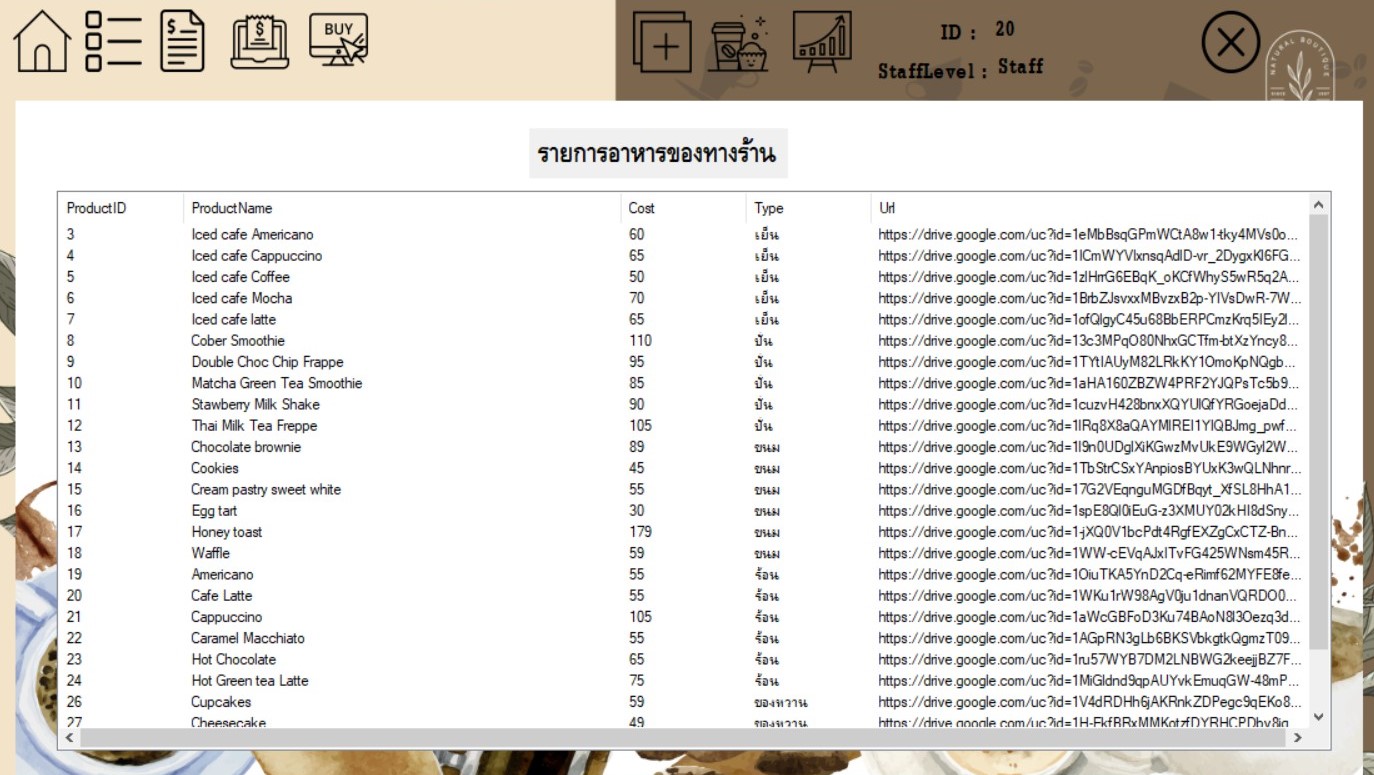 $
$
BUY
ID : 20
StaffLevel : Staff
NATURAL BOUTIQUE
รายการอาหารของทางร้าน
ProductID ProductName Cost Type Url
3 Iced cafe Americano 60 เย็น https://drive.google.com/uc?id=1eMbBsqGPmWCtA8w1-tky4MVs0o...
4 Iced cafe Cappuccino 65 เย็น https://drive.google.com/uc?id=1ICmWYVlxnsqAdID-vr_2DygxKl6FG...
5 Iced cafe Coffee 50 เย็น https://drive.google.com/uc?id=1zlHrrG6EBqK_oKCfWhyS5wR5q2A...
6 Iced cafe Mocha 70 เย็น https://drive.google.com/uc?id=1BrbZJsvxxMBvzxB2p-YIVsDwR-7W...
7 Iced cafe latte 65 เย็น https://drive.google.com/uc?id=1ofQlgyC45u68BbERPCmzKrq5IEy2l...
8 Cober Smoothie 110 ปั่น https://drive.google.com/uc?id=13c3MPqO80NhxGCTfm-btXzYncy8...
9 Double Choc Chip Frappe 95 ปั่น https://drive.google.com/uc?id=1TYtIAUyM82LRkKY1OmoKpNQgb...
10 Matcha Green Tea Smoothie 85 ปั่น https://drive.google.com/uc?id=1aHA160ZBZW4PRF2YJQPsTc5b9...
11 Stawberry Milk Shake 90 ปั่น https://drive.google.com/uc?id=1cuzvH428bnxXQYUlQfYRGoejaDd...
12 Thai Milk Tea Freppe 105 ปั่น https://drive.google.com/uc?id=1IRq8X8aQAYMIREI1YlQBJmg_pwf...
13 Chocolate brownie 89 ขนม https://drive.google.com/uc?id=1I9n0UDglXiKGwzMvUkE9WGyl2W...
14 Cookies 45 ขนม https://drive.google.com/uc?id=1TbStrCSxYAnpiosBYUxK3wQLNhnr...
15 Cream pastry sweet white 55 ขนม https://drive.google.com/uc?id=17G2VEqnguMGDfBqyt_XfSL8HhA1...
16 Egg tart 30 ขนม https://drive.google.com/uc?id=1spE8Ql0iEuG-z3XMUY02kHI8dSny...
17 Honey toast 179 ขนม https://drive.google.com/uc?id=1-jXQ0V1bcPdt4RgfEXZgCxCTZ-Bn...
18 Waffle 59 ขนม https://drive.google.com/uc?id=1WW-cEVqAJxITvFG425WNsm45R...
19 Americano 55 ร้อน https://drive.google.com/uc?id=1OiuTKA5YnD2Cq-eRimf62MYFE8fe...
20 Cafe Latte 55 ร้อน https://drive.google.com/uc?id=1WKu1rW98AgV0ju1dnanVQRDO0...
21 Cappuccino 105 ร้อน https://drive.google.com/uc?id=1aWcGBFoD3Ku74BAoN8I3Oezq3d...
22 Caramel Macchiato 55 ร้อน https://drive.google.com/uc?id=1AGpRN3gLb6BKSVbkgtkQgmzT09...
23 Hot Chocolate 65 ร้อน https://drive.google.com/uc?id=1ru57WYB7DM2LNBWG2keejjBZ7F...
24 Hot Green tea Latte 75 ร้อน https://drive.google.com/uc?id=1MiGldnd9qpAUYvkEmuqGW-48mP...
26 Cupcakes 59 ของหวาน https://drive.google.com/uc?id=1V4dRDHh6jAKRnkZDPegc9qEKo8...
27 Cheesecake 49 ของหวาน https://drive.google.com/uc?id=1H-FkfBRxMMKotzfDYRHCPDbv8ig...